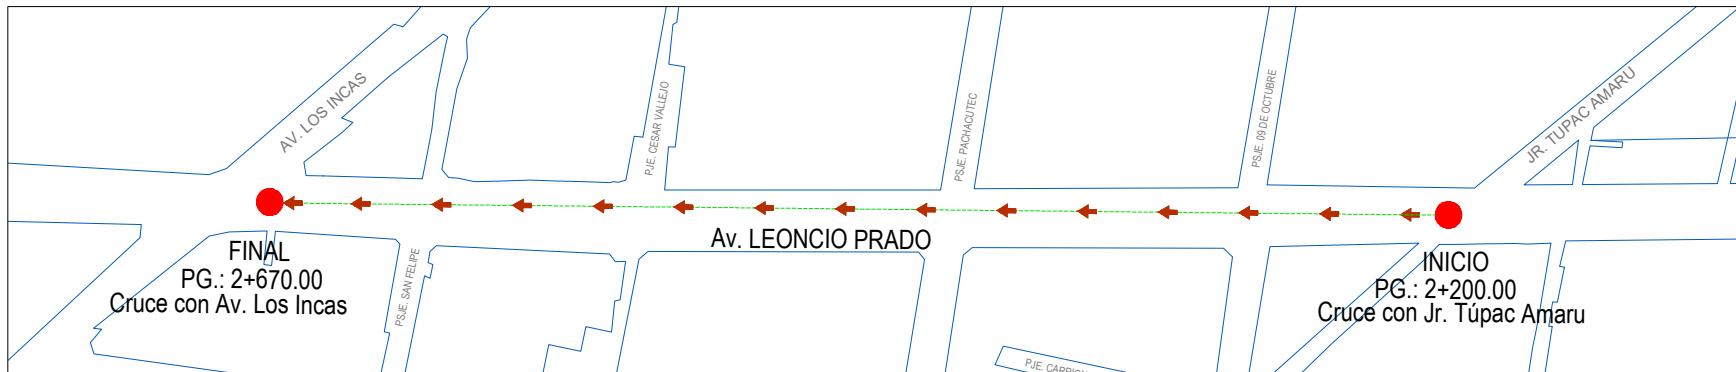 AV. LOS INCAS
PJE. CESAR VALLEJO
PSJE. PACHACUTEC
PSJE. 09 DE OCTUBRE
JR. TUPAC AMARU
Av. LEONCIO PRADO
FINAL
PG.: 2+670.00
Cruce con Av. Los Incas
PSJE. SAN FELIPE
INICIO
PG.: 2+200.00
Cruce con Jr. Túpac Amaru
PJE.